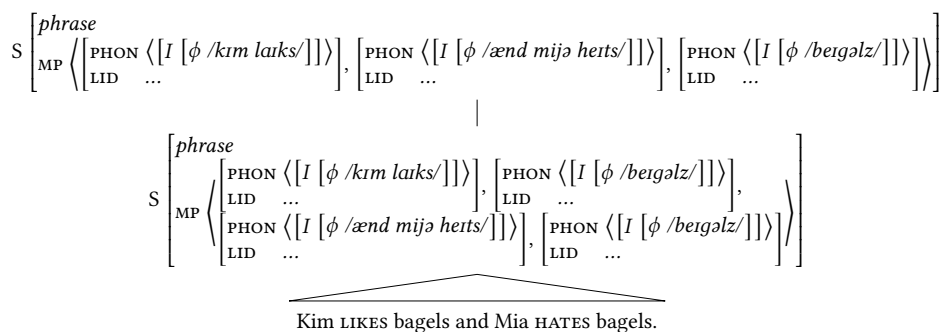 phrase
S MP ⟨[PHON ⟨[I [ϕ /kɪm laɪks/]]⟩, LID ...], [PHON ⟨[I [ϕ /ænd mijə heɪts/]]⟩, LID ...], [PHON ⟨[I [ϕ /beɪɡəlz/]]⟩ LID ...]⟩
phrase
S MP ⟨[PHON ⟨[I [ϕ /kɪm laɪks/]]⟩ LID ...], [PHON ⟨[I [ϕ /beɪɡəlz/]]⟩ LID ...],
[PHON ⟨[I [ϕ /ænd mijə heɪts/]]⟩ LID ...], [PHON ⟨[I [ϕ /beɪɡəlz/]]⟩ LID ...]⟩
Kim LIKES bagels and Mia HATES bagels.